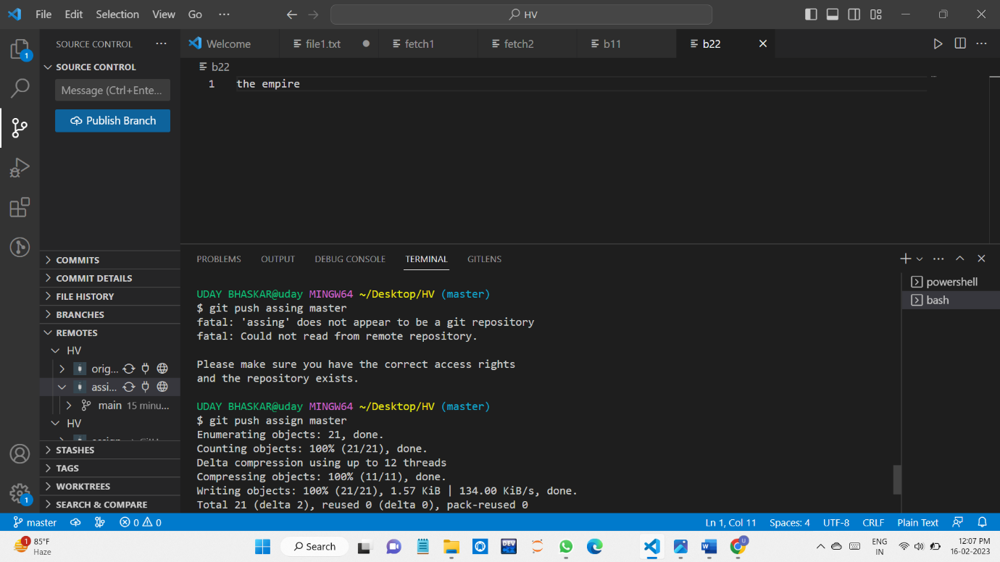 File Edit Selection View Go ··· HV
SOURCE CONTROL ···
Welcome file1.txt fetch1 fetch2 b11 b22
1
SOURCE CONTROL
b22
Message (Ctrl+Ente...
1 the empire
Publish Branch
COMMITS
COMMIT DETAILS
FILE HISTORY
BRANCHES
REMOTES
HV
orig...
assi...
main 15 minu...
HV
STASHES
TAGS
WORKTREES
SEARCH & COMPARE
1
PROBLEMS OUTPUT DEBUG CONSOLE TERMINAL GITLENS
powershell
bash
UDAY BHASKAR@uday MINGW64 ~/Desktop/HV (master)
$ git push assing master
fatal: 'assing' does not appear to be a git repository
fatal: Could not read from remote repository.
Please make sure you have the correct access rights
and the repository exists.
UDAY BHASKAR@uday MINGW64 ~/Desktop/HV (master)
$ git push assign master
Enumerating objects: 21, done.
Counting objects: 100% (21/21), done.
Delta compression using up to 12 threads
Compressing objects: 100% (11/11), done.
Writing objects: 100% (21/21), 1.57 KiB | 134.00 KiB/s, done.
Total 21 (delta 2), reused 0 (delta 0), pack-reused 0
master 0 0 Ln 1, Col 11 Spaces: 4 UTF-8 CRLF Plain Text
1 85°F
Haze
Search
DEV
U
ENG
IN
12:07 PM
16-02-2023